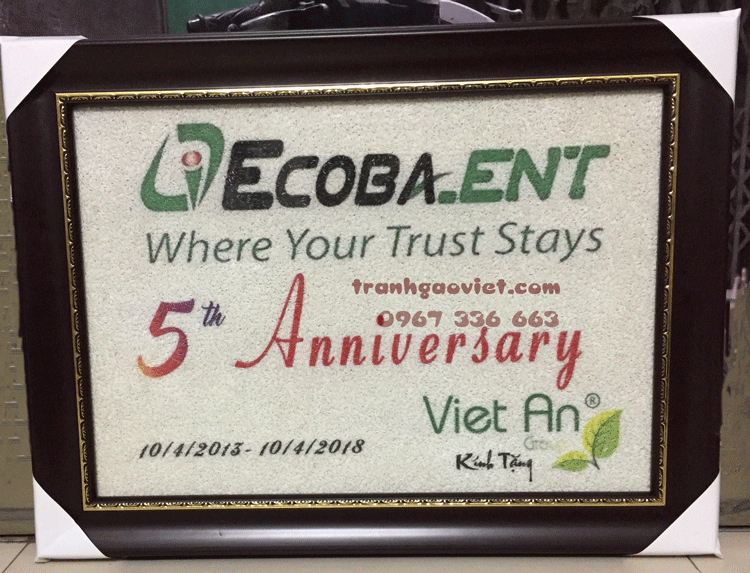 ECOBA.ENT
Where Your Trust Stays
tranhgaoviet.com
0967 336 663
5th Anniversary
Viet An®
Group
10/4/2013- 10/4/2018
Kính Tặng